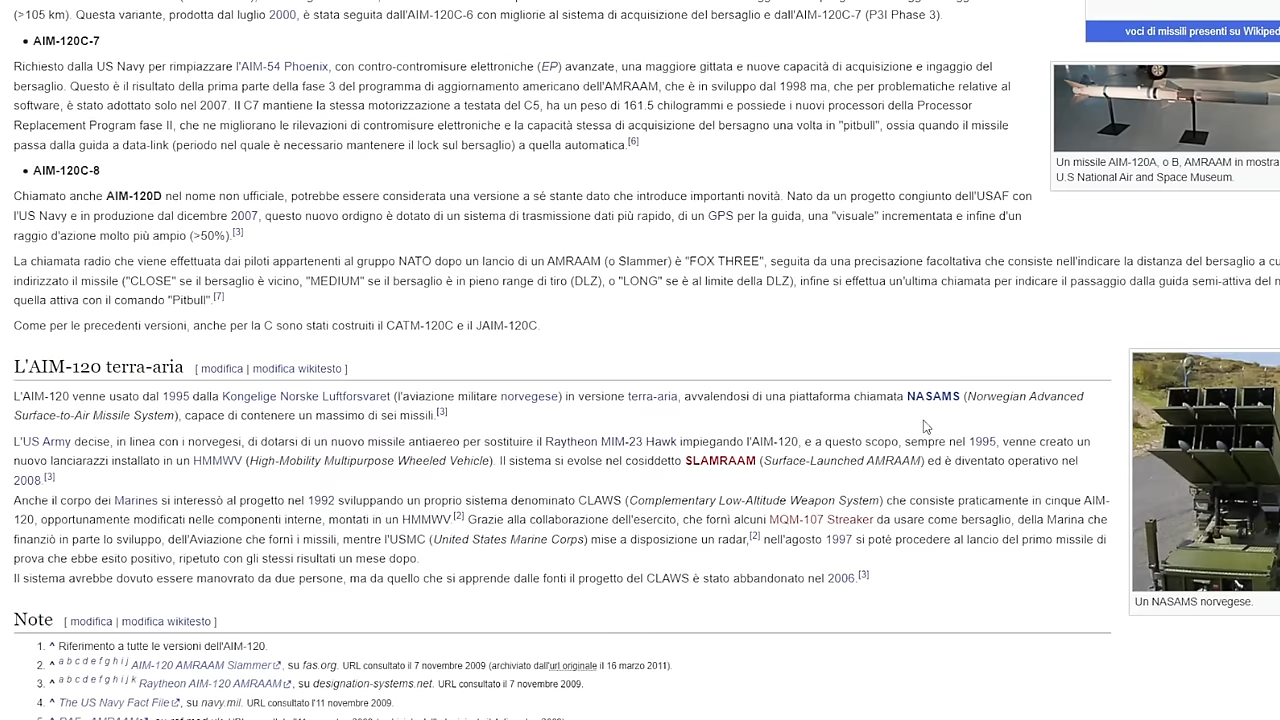 (>105 km). Questa variante, prodotta dal luglio 2000, è stata seguita dall'AIM-120C-6 con migliorie al sistema di acquisizione del bersaglio e dall'AIM-120C-7 (P3I Phase 3).
voci di missili presenti su Wikiped
• AIM-120C-7
Richiesto dalla US Navy per rimpiazzare l'AIM-54 Phoenix, con contro-contromisure elettroniche (EP) avanzate, una maggiore gittata e nuove capacità di acquisizione e ingaggio del
bersaglio. Questo è il risultato della prima parte della fase 3 del programma di aggiornamento americano dell'AMRAAM, che è in sviluppo dal 1998 ma, che per problematiche relative al
software, è stato adottato solo nel 2007. Il C7 mantiene la stessa motorizzazione a testata del C5, ha un peso di 161.5 chilogrammi e possiede i nuovi processori della Processor
Replacement Program fase II, che ne migliorano le rilevazioni di contromisure elettroniche e la capacità stessa di acquisizione del bersagno una volta in "pitbull", ossia quando il missile
passa dalla guida a data-link (periodo nel quale è necessario mantenere il lock sul bersaglio) a quella automatica.[6]
Un missile AIM-120A, o B, AMRAAM in mostra
U.S National Air and Space Museum.
• AIM-120C-8
Chiamato anche AIM-120D nel nome non ufficiale, potrebbe essere considerata una versione a sé stante dato che introduce importanti novità. Nato da un progetto congiunto dell'USAF con
l'US Navy e in produzione dal dicembre 2007, questo nuovo ordigno è dotato di un sistema di trasmissione dati più rapido, di un GPS per la guida, una "visuale" incrementata e infine d'un
raggio d'azione molto più ampio (>50%).[3]
La chiamata radio che viene effettuata dai piloti appartenenti al gruppo NATO dopo un lancio di un AMRAAM (o Slammer) è "FOX THREE", seguita da una precisazione facoltativa che consiste nell'indicare la distanza del bersaglio a cu
indirizzato il missile ("CLOSE" se il bersaglio è vicino, "MEDIUM" se il bersaglio è in pieno range di tiro (DLZ), o "LONG" se è al limite della DLZ), infine si effettua un'ultima chiamata per indicare il passaggio dalla guida semi-attiva del n
quella attiva con il comando "Pitbull".[7]
Come per le precedenti versioni, anche per la C sono stati costruiti il CATM-120C e il JAIM-120C.
L'AIM-120 terra-aria [ modifica | modifica wikitesto ]
L'AIM-120 venne usato dal 1995 dalla Kongelige Norske Luftforsvaret (l'aviazione militare norvegese) in versione terra-aria, avvalendosi di una piattaforma chiamata NASAMS (Norwegian Advanced
Surface-to-Air Missile System), capace di contenere un massimo di sei missili.[3]
L'US Army decise, in linea con i norvegesi, di dotarsi di un nuovo missile antiaereo per sostituire il Raytheon MIM-23 Hawk impiegando l'AIM-120, e a questo scopo, sempre nel 1995, venne creato un
nuovo lanciarazzi installato in un HMMWV (High-Mobility Multipurpose Wheeled Vehicle). Il sistema si evolse nel cosiddetto SLAMRAAM (Surface-Launched AMRAAM) ed è diventato operativo nel
2008.[3]
Anche il corpo dei Marines si interessò al progetto nel 1992 sviluppando un proprio sistema denominato CLAWS (Complementary Low-Altitude Weapon System) che consiste praticamente in cinque AIM-
120, opportunamente modificati nelle componenti interne, montati in un HMMWV.[2] Grazie alla collaborazione dell'esercito, che fornì alcuni MQM-107 Streaker da usare come bersaglio, della Marina che
finanziò in parte lo sviluppo, dell'Aviazione che fornì i missili, mentre l'USMC (United States Marine Corps) mise a disposizione un radar,[2] nell'agosto 1997 si poté procedere al lancio del primo missile di
prova che ebbe esito positivo, ripetuto con gli stessi risultati un mese dopo.
Il sistema avrebbe dovuto essere manovrato da due persone, ma da quello che si apprende dalle fonti il progetto del CLAWS è stato abbandonato nel 2006.[3]
Un NASAMS norvegese.
Note [ modifica | modifica wikitesto ]
1. ^ Riferimento a tutte le versioni dell'AIM-120.
2. ^ a b c d e f g h i j AIM-120 AMRAAM Slammer, su fas.org. URL consultato il 7 novembre 2009 (archiviato dall'url originale il 16 marzo 2011).
3. ^ a b c d e f g h i j k Raytheon AIM-120 AMRAAM, su designation-systems.net. URL consultato il 7 novembre 2009.
4. ^ The US Navy Fact File, su navy.mil. URL consultato l'11 novembre 2009.